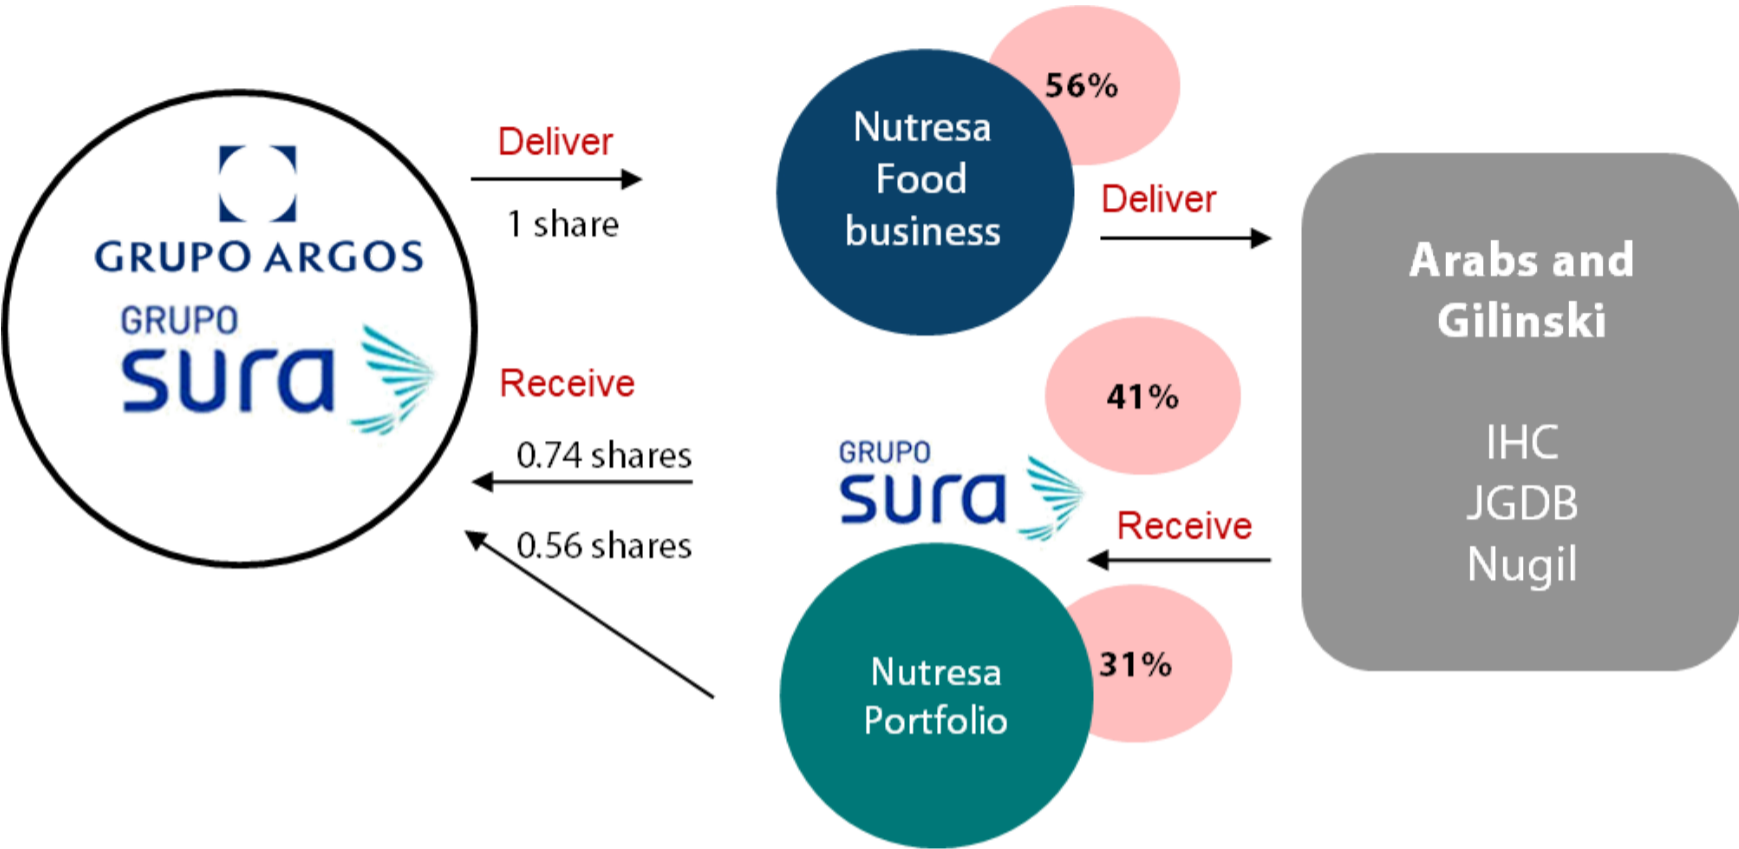 GRUPO ARGOS
GRUPO
sura
Deliver
1 share
Receive
0.74 shares
0.56 shares
Nutresa
Food
business
56%
Deliver
41%
GRUPO
sura
Receive
Nutresa
Portfolio
31%
Arabs and
Gilinski
IHC
JGDB
Nugil